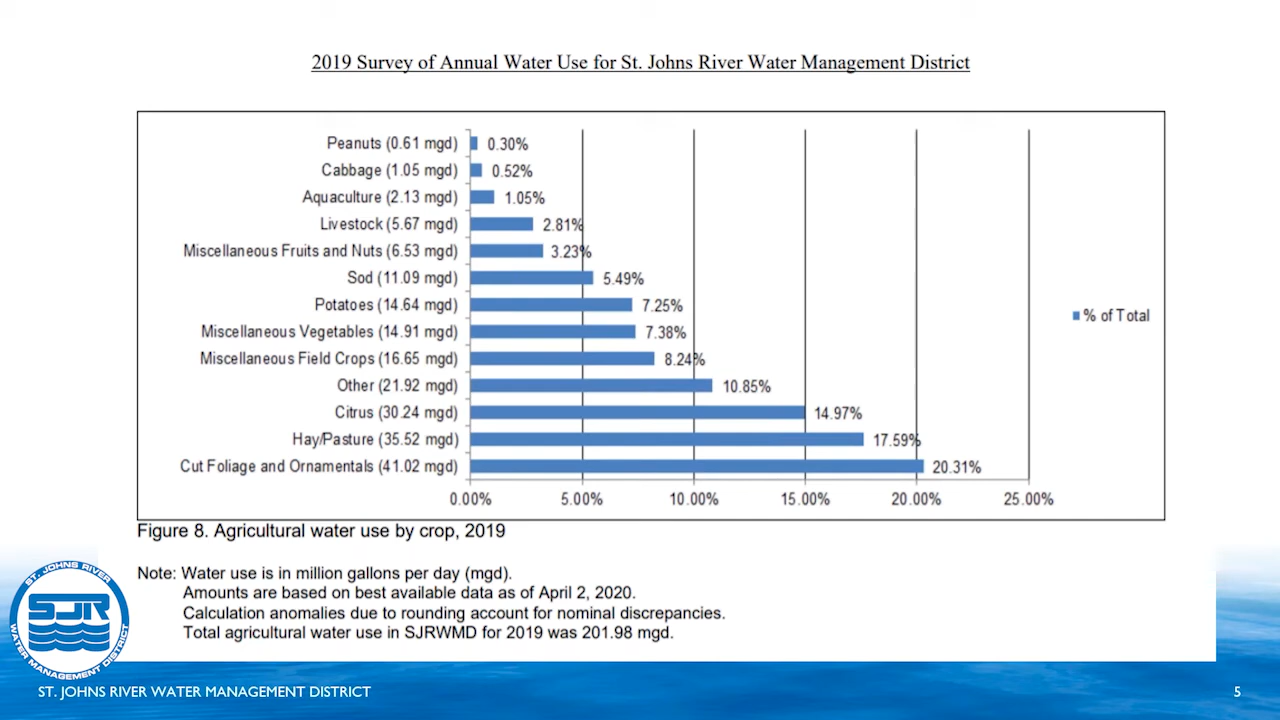 2019 Survey of Annual Water Use for St. Johns River Water Management District
Peanuts (0.61 mgd) 0.30%
Cabbage (1.05 mgd) 0.52%
Aquaculture (2.13 mgd) 1.05%
Livestock (5.67 mgd) 2.81%
Miscellaneous Fruits and Nuts (6.53 mgd) 3.23%
Sod (11.09 mgd) 5.49%
Potatoes (14.64 mgd) 7.25%
% of Total
Miscellaneous Vegetables (14.91 mgd) 7.38%
Miscellaneous Field Crops (16.65 mgd) 8.24%
Other (21.92 mgd) 10.85%
Citrus (30.24 mgd) 14.97%
Hay/Pasture (35.52 mgd) 17.59%
Cut Foliage and Ornamentals (41.02 mgd) 20.31%
0.00% 5.00% 10.00% 15.00% 20.00% 25.00%
Figure 8. Agricultural water use by crop, 2019
Note: Water use is in million gallons per day (mgd).
Amounts are based on best available data as of April 2, 2020.
Calculation anomalies due to rounding account for nominal discrepancies.
Total agricultural water use in SJRWMD for 2019 was 201.98 mgd.
ST. JOHNS RIVER
SJR
WATER MANAGEMENT DISTRICT
ST. JOHNS RIVER WATER MANAGEMENT DISTRICT
5